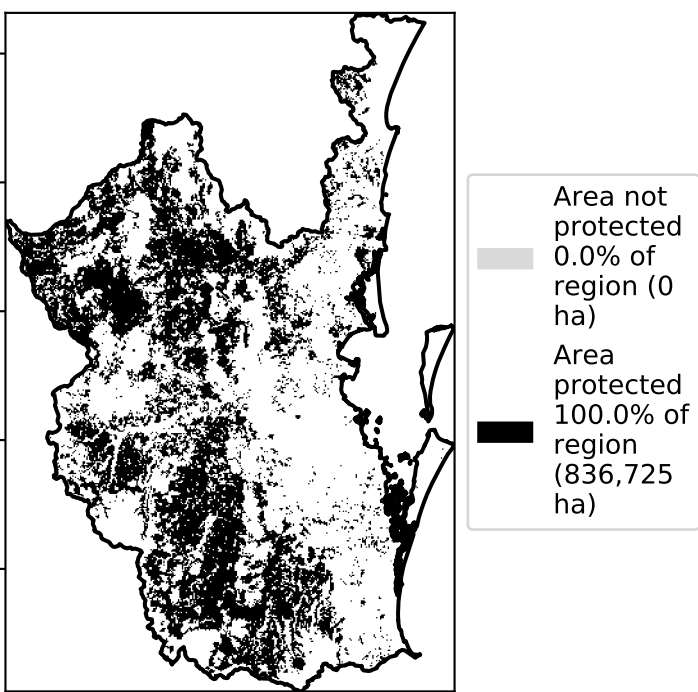 Area not
protected
0.0% of
region (0
ha)
Area
protected
100.0% of
region
(836,725
ha)